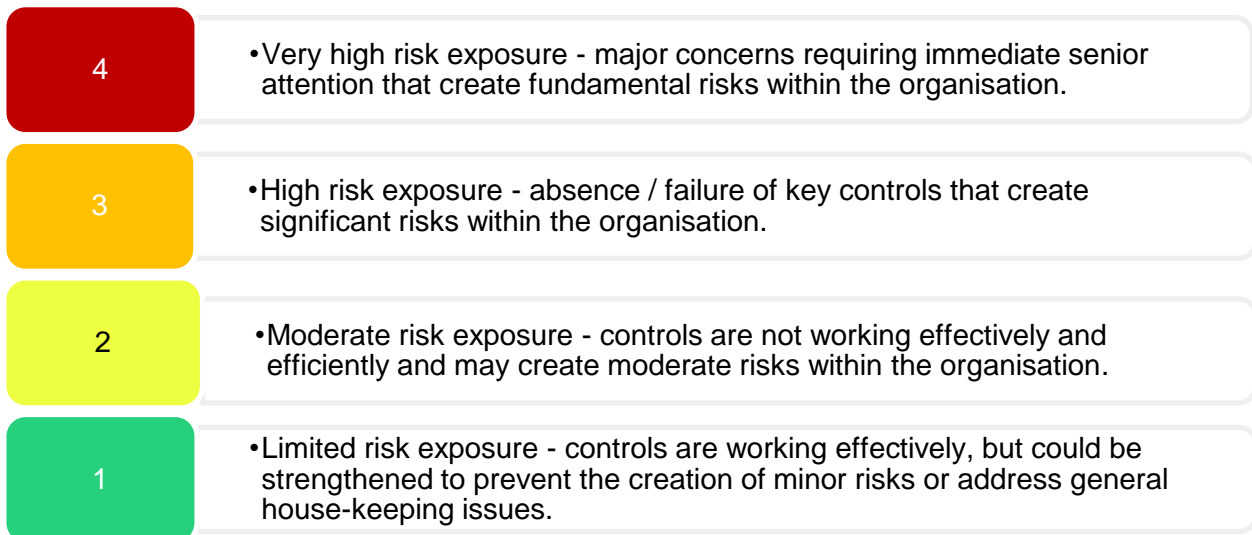 4
•Very high risk exposure - major concerns requiring immediate senior
attention that create fundamental risks within the organisation.
3
•High risk exposure - absence / failure of key controls that create
significant risks within the organisation.
2
•Moderate risk exposure - controls are not working effectively and
efficiently and may create moderate risks within the organisation.
1
•Limited risk exposure - controls are working effectively, but could be
strengthened to prevent the creation of minor risks or address general
house-keeping issues.